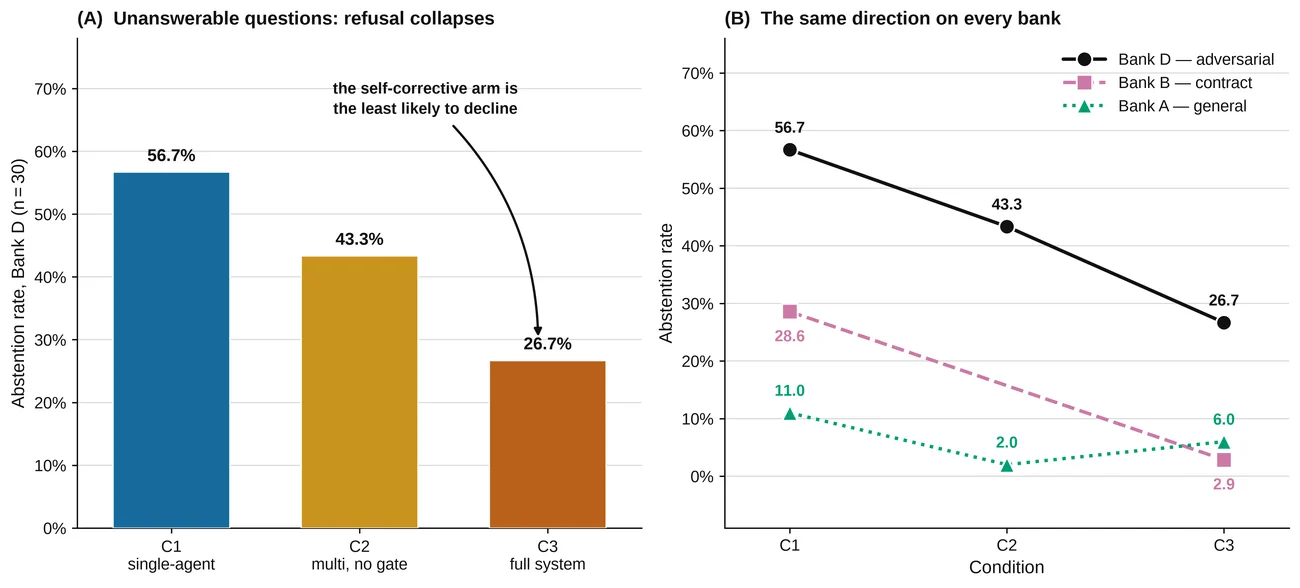 (A)  Unanswerable questions: refusal collapses
Abstention rate, Bank D (n = 30)
70%
60%
50%
40%
30%
20%
10%
0%
the self-corrective arm is
the least likely to decline
56.7%
43.3%
26.7%
C1
single-agent
C2
multi, no gate
C3
full system
(B)  The same direction on every bank
Abstention rate
70%
60%
50%
40%
30%
20%
10%
0%
Bank D — adversarial
Bank B — contract
Bank A — general
56.7
43.3
26.7
28.6
11.0
2.0
6.0
2.9
C1
C2
C3
Condition